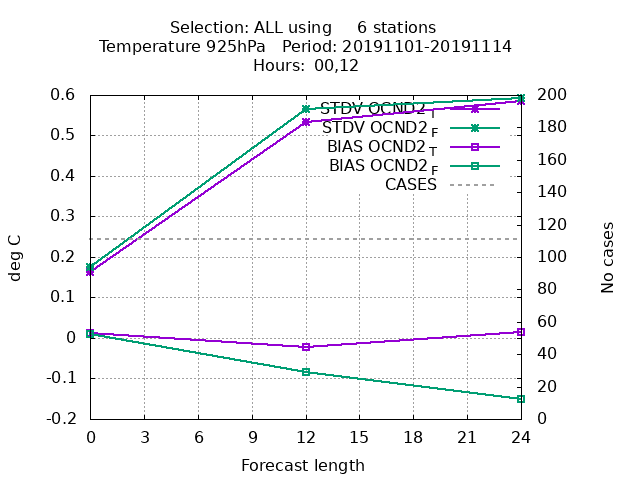 Selection: ALL using 6 stations
Temperature 925hPa Period: 20191101-20191114
Hours: 00,12
0.6
0.5
0.4
0.3
0.2
0.1
0
-0.1
-0.2
deg C
STDV OCND2 T
STDV OCND2 F
BIAS OCND2 T
BIAS OCND2 F
CASES
200
180
160
140
120
100
80
60
40
20
0
No cases
0 3 6 9 12 15 18 21 24
Forecast length